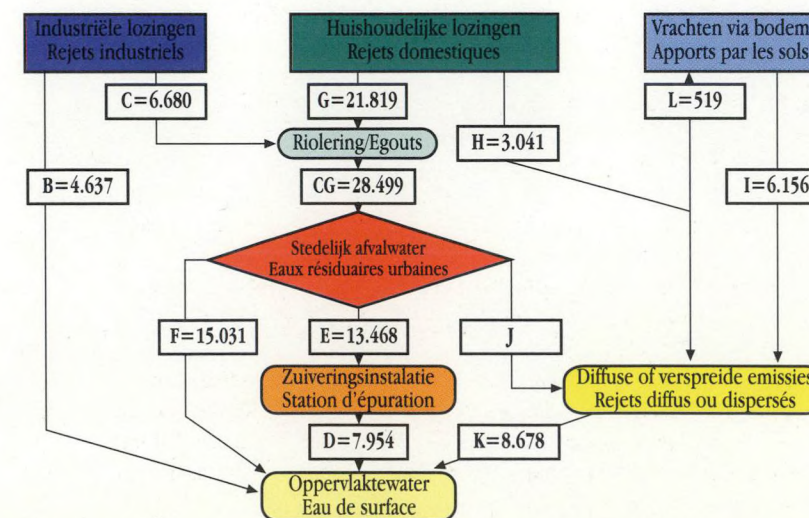 Industriële lozingen
Rejets industriels
Huishoudelijke lozingen
Rejets domestiques
Vrachten via bodem
Apports par les sols
C=6.680
G=21.819
L=519
Riolering/Egouts
H=3.041
B=4.637
CG=28.499
I=6.156
Stedelijk afvalwater
Eaux résiduaires urbaines
F=15.031
E=13.468
J
Zuiveringsinstalatie
Station d'épuration
Diffuse of verspreide emissies
Rejets diffus ou dispersés
D=7.954
K=8.678
Oppervlaktewater
Eau de surface